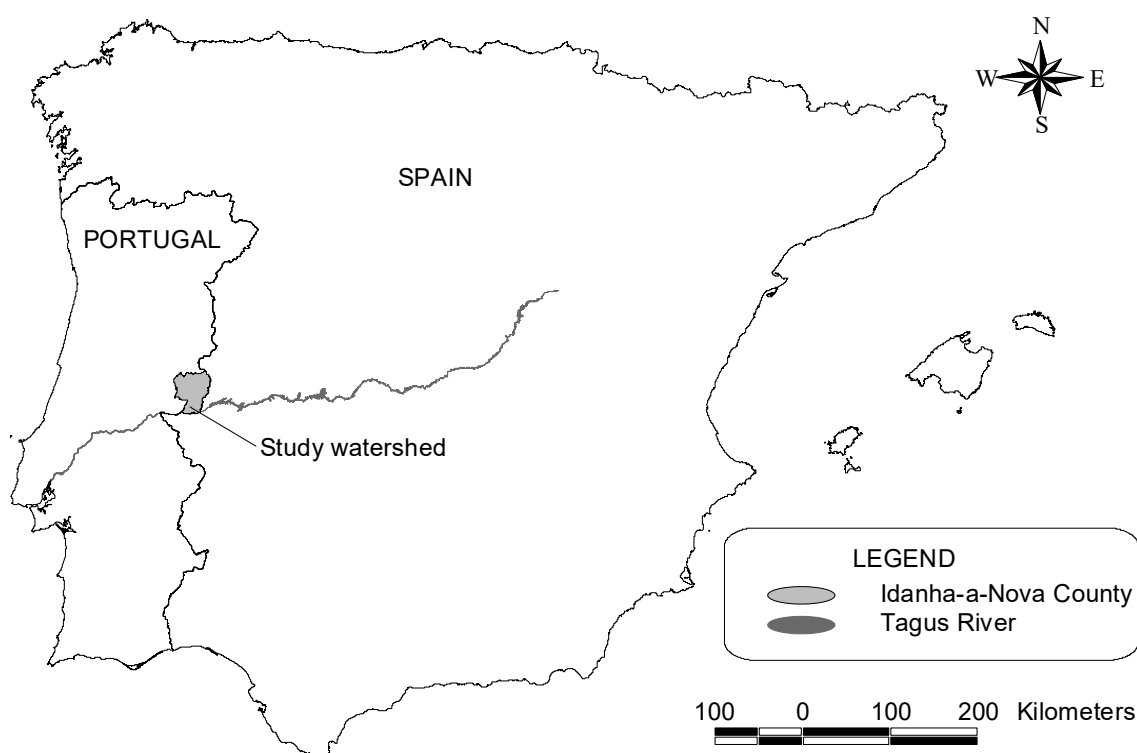 N
W E
S
SPAIN
PORTUGAL
Study watershed
LEGEND
Idanha-a-Nova County
Tagus River
100 0 100 200 Kilometers